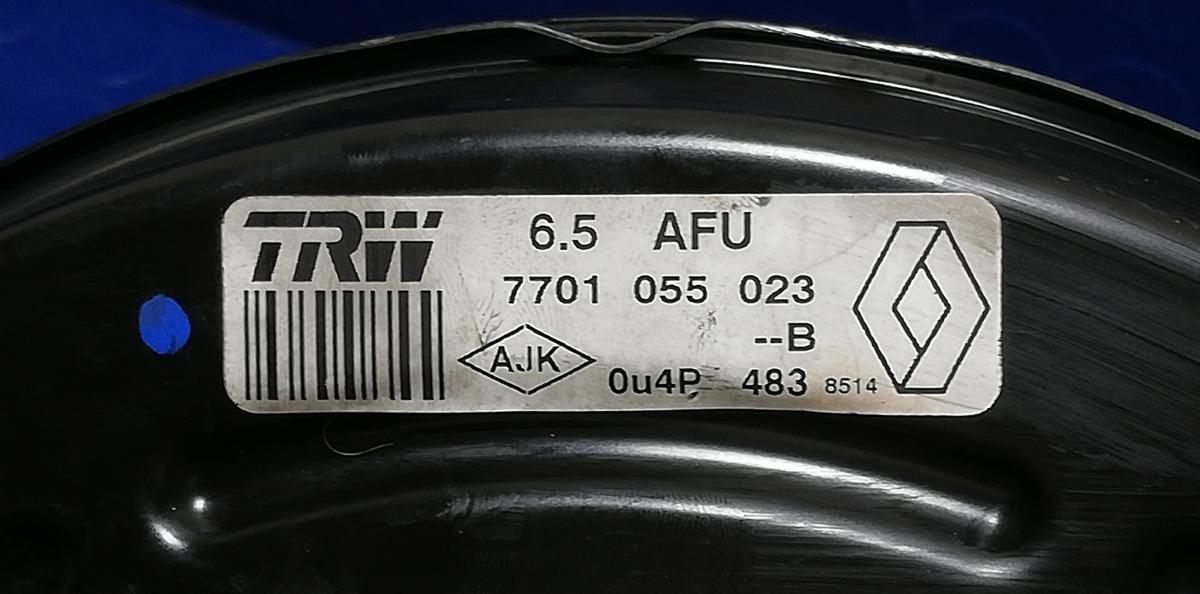 TRW
6.5 AFU
7701 055 023
--B
AJK
0u4P 483 8514